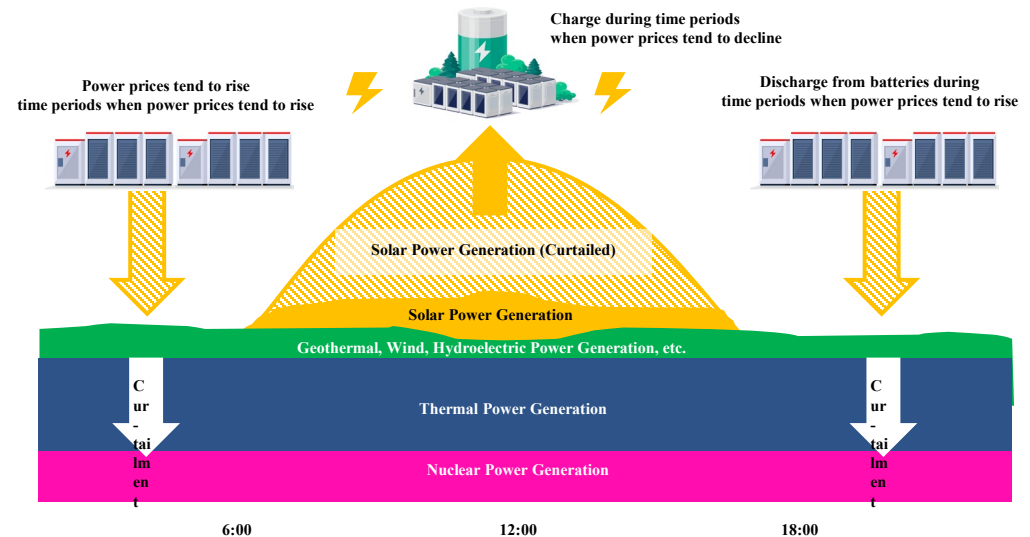 Charge during time periods
when power prices tend to decline
Power prices tend to rise
time periods when power prices tend to rise
Discharge from batteries during
time periods when power prices tend to rise
Solar Power Generation (Curtailed)
Solar Power Generation
Geothermal, Wind, Hydroelectric Power Generation, etc.
C
ur
-
tai
lm
en
t
Thermal Power Generation
C
ur
-
tai
lm
en
t
Nuclear Power Generation
6:00
12:00
18:00